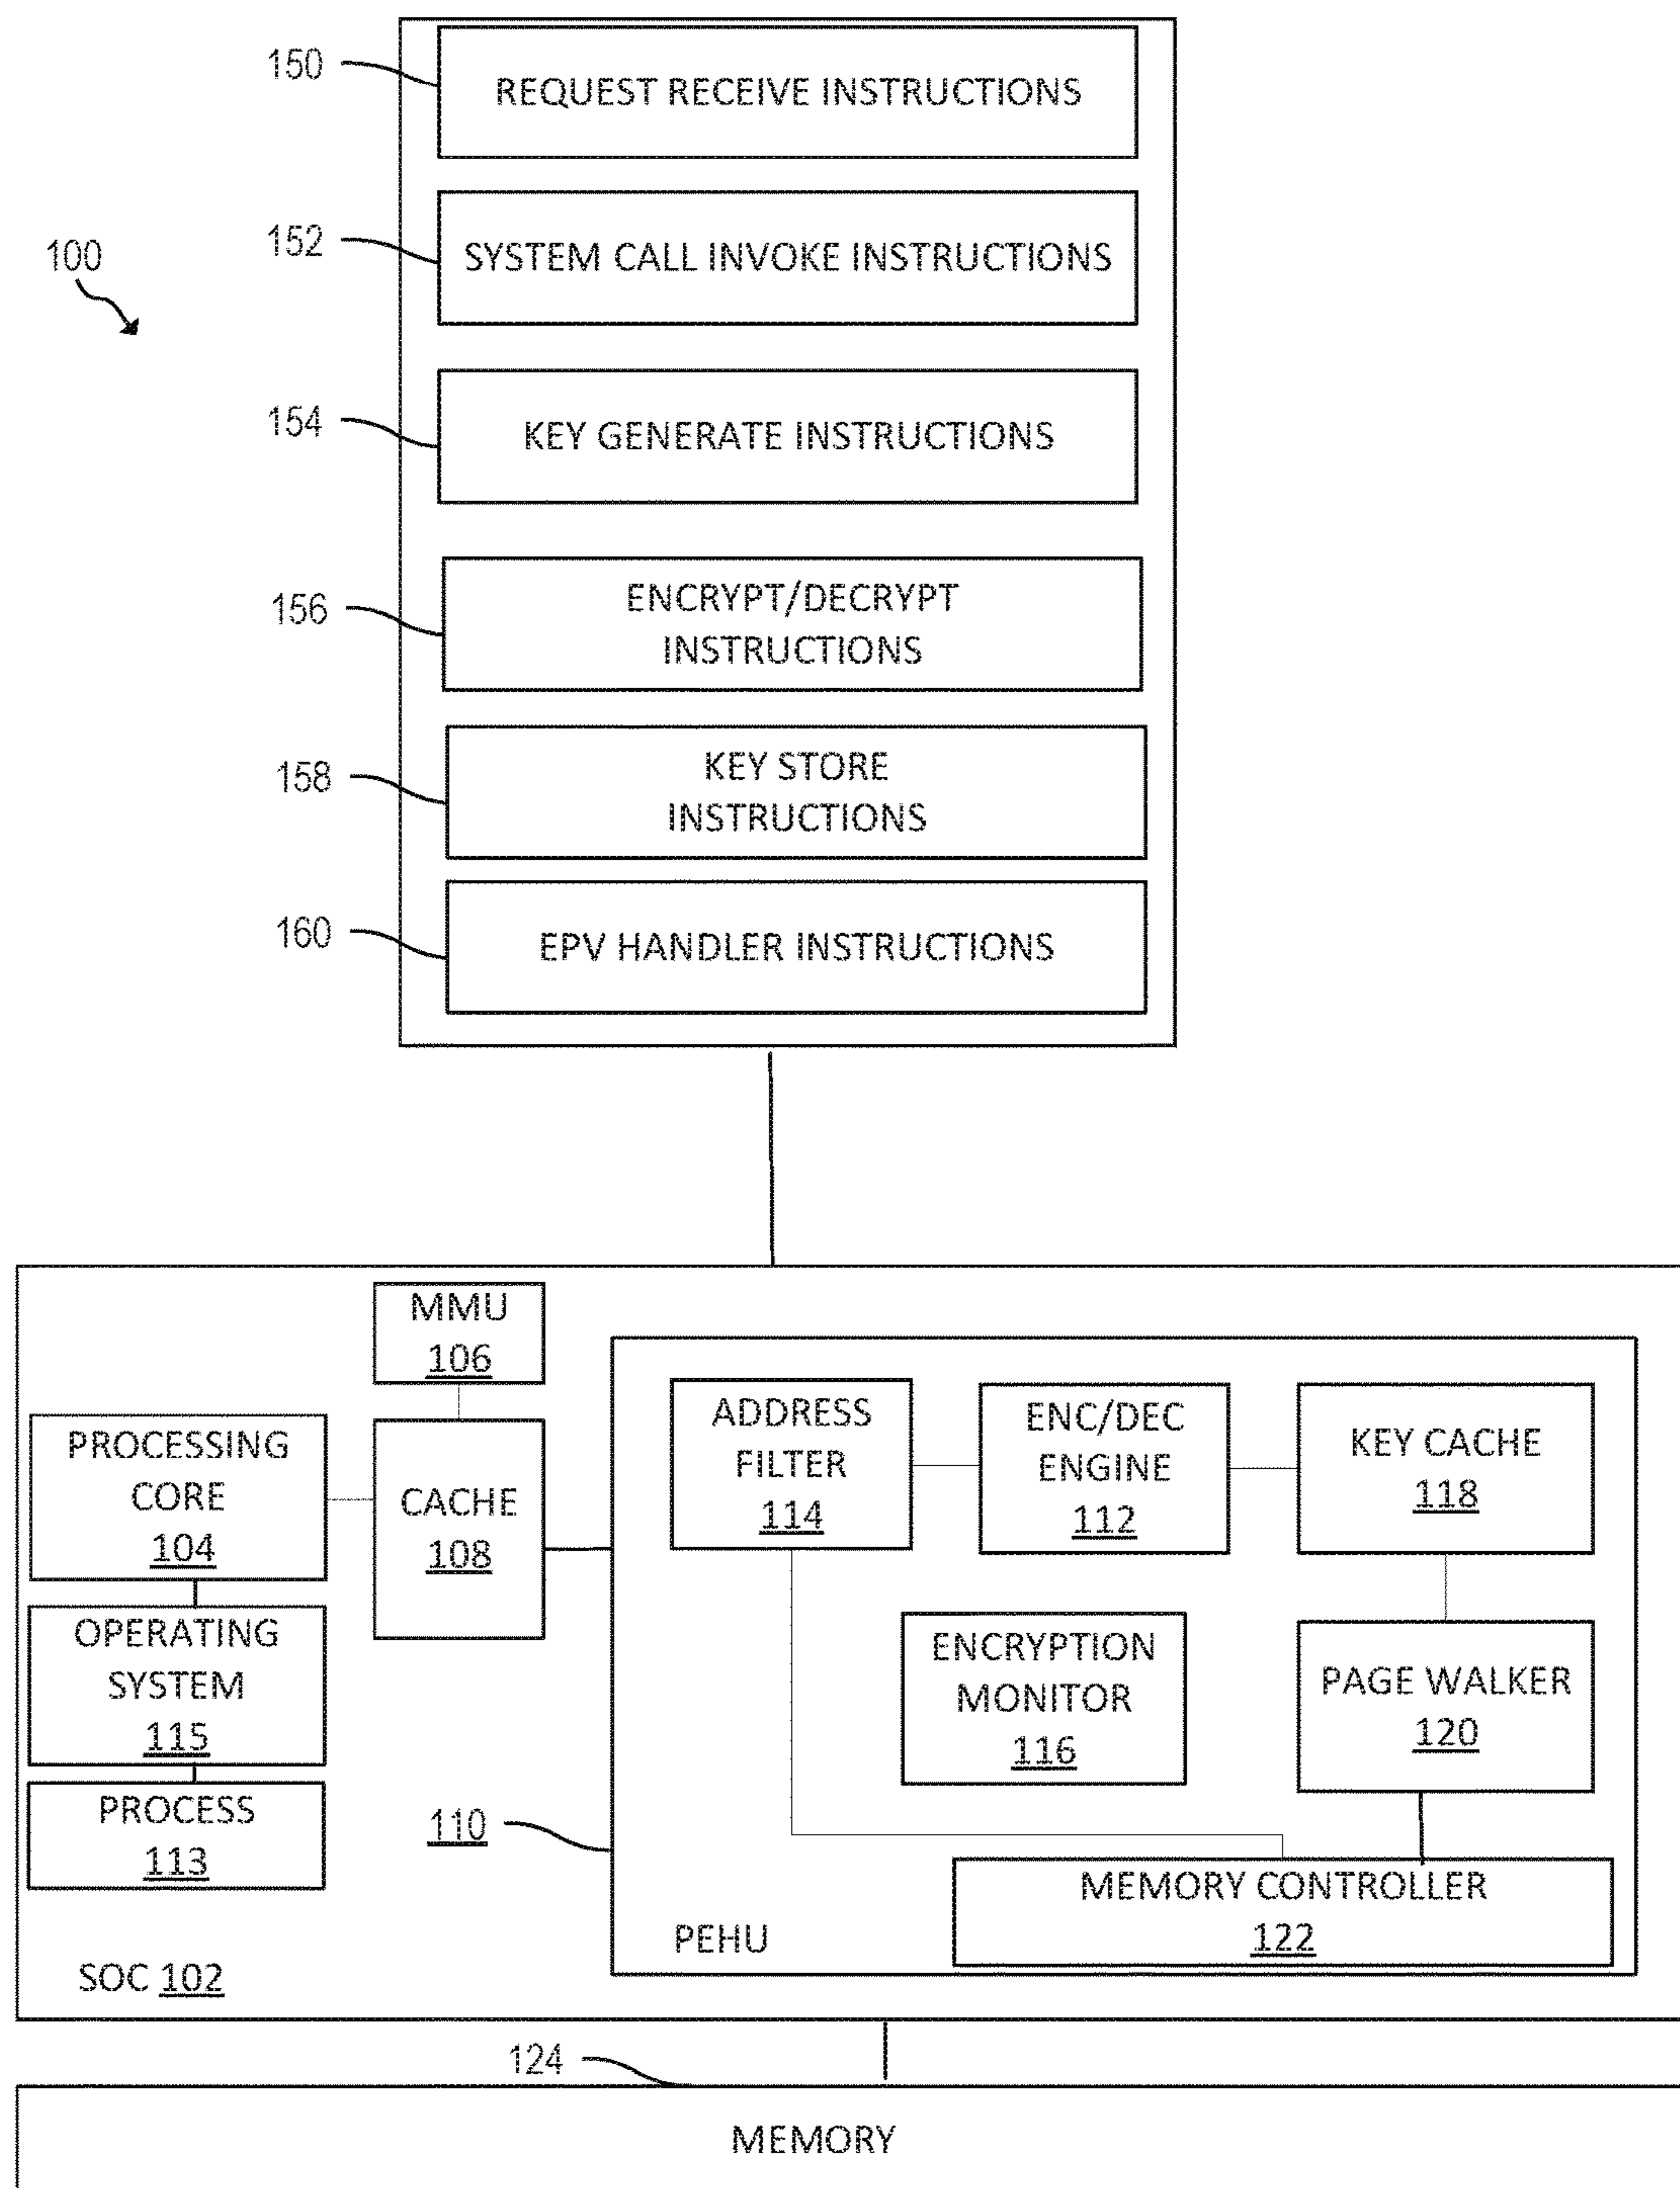 150
REQUEST RECEIVE INSTRUCTIONS
100
152
SYSTEM CALL INVOKE INSTRUCTIONS
154
KEY GENERATE INSTRUCTIONS
156
ENCRYPT/DECRYPT
INSTRUCTIONS
158
KEY STORE
INSTRUCTIONS
160
EPV HANDLER INSTRUCTIONS
MMU
106
PROCESSING
CORE
104
CACHE
108
OPERATING
SYSTEM
115
PROCESS
113
ADDRESS
FILTER
114
ENC/DEC
ENGINE
112
KEY CACHE
118
ENCRYPTION
MONITOR
116
PAGE WALKER
120
110
MEMORY CONTROLLER
122
PEHU
SOC 102
124
MEMORY